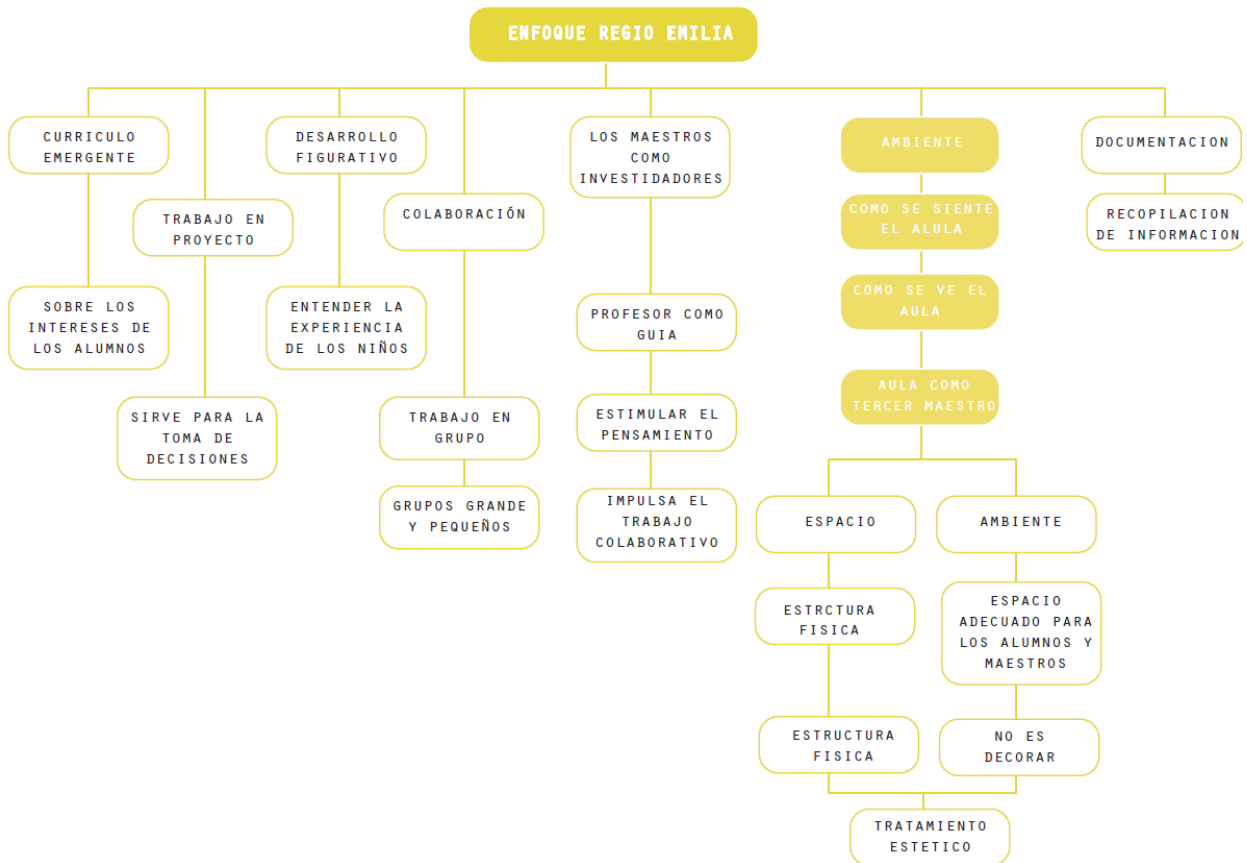 ENFOQUE REGIO EMILIA
CURRICULO
EMERGENTE
SOBRE LOS
INTERESES DE
LOS ALUMNOS
TRABAJO EN
PROYECTO
SIRVE PARA LA
TOMA DE
DECISIONES
DESARROLLO
FIGURATIVO
ENTENDER LA
EXPERIENCIA
DE LOS NIÑOS
COLABORACIÓN
TRABAJO EN
GRUPO
GRUPOS GRANDE
Y PEQUEÑOS
LOS MAESTROS
COMO
INVESTIDADORES
PROFESOR COMO
GUIA
ESTIMULAR EL
PENSAMIENTO
IMPULSA EL
TRABAJO
COLABORATIVO
AMBIENTE
COMO SE SIENTE
EL ALULA
COMO SE VE EL
AULA
AULA COMO
TERCER MAESTRO
ESPACIO
ESTRCTURA
FISICA
ESTRUCTURA
FISICA
AMBIENTE
ESPACIO
ADECUADO PARA
LOS ALUMNOS Y
MAESTROS
NO ES
DECORAR
TRATAMIENTO
ESTETICO
DOCUMENTACION
RECOPILACION
DE INFORMACION